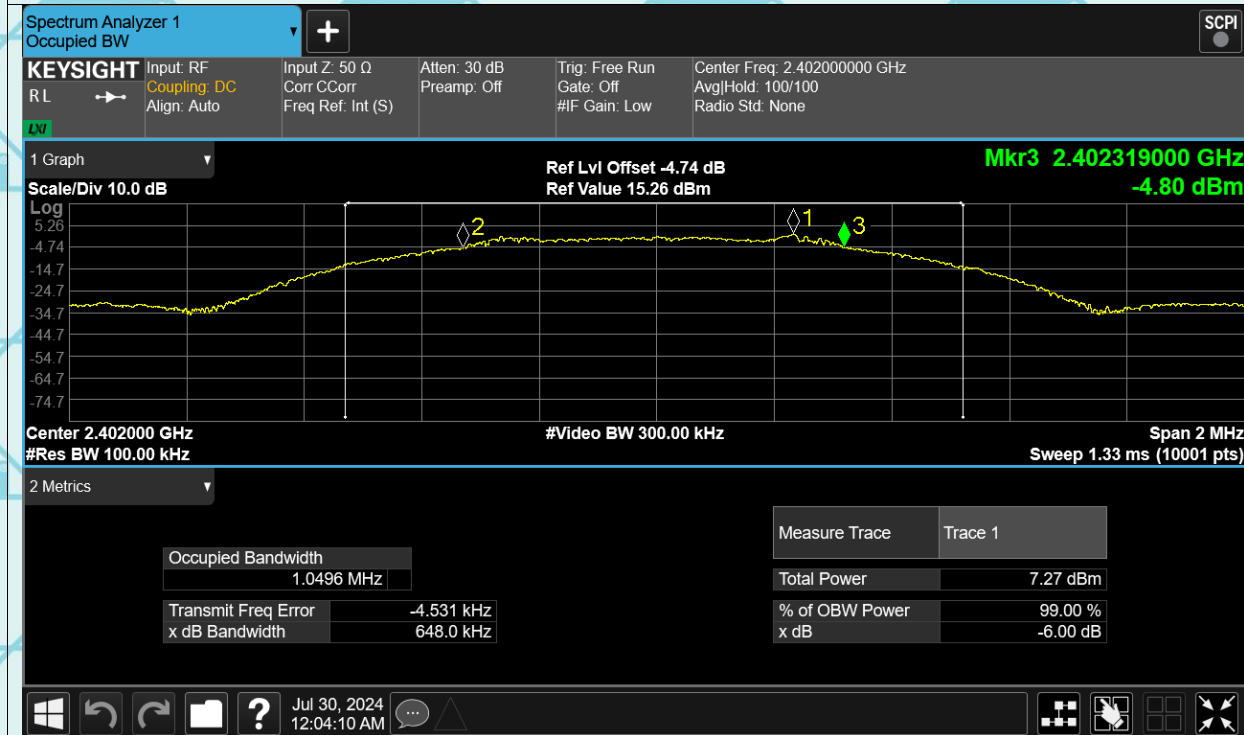 Spectrum Analyzer 1
Occupied BW
+
SCPI
KEYSIGHT
R L
LXI
Input: RF
Coupling: DC
Align: Auto
Input Z: 50 Ω
Corr CCorr
Freq Ref: Int (S)
Atten: 30 dB
Preamp: Off
Trig: Free Run
Gate: Off
#IF Gain: Low
Center Freq: 2.402000000 GHz
Avg|Hold: 100/100
Radio Std: None
1 Graph
Scale/Div 10.0 dB
Ref Lvl Offset -4.74 dB
Ref Value 15.26 dBm
Mkr3 2.402319000 GHz
-4.80 dBm
Log
5.26
-4.74
-14.7
-24.7
-34.7
-44.7
-54.7
-64.7
-74.7
2
1
3
Center 2.402000 GHz
#Video BW 300.00 kHz
Span 2 MHz
#Res BW 100.00 kHz
Sweep 1.33 ms (10001 pts)
2 Metrics
Occupied Bandwidth
1.0496 MHz
Transmit Freq Error -4.531 kHz
x dB Bandwidth 648.0 kHz
Measure Trace Trace 1
Total Power 7.27 dBm
% of OBW Power 99.00 %
x dB -6.00 dB
?
Jul 30, 2024
12:04:10 AM